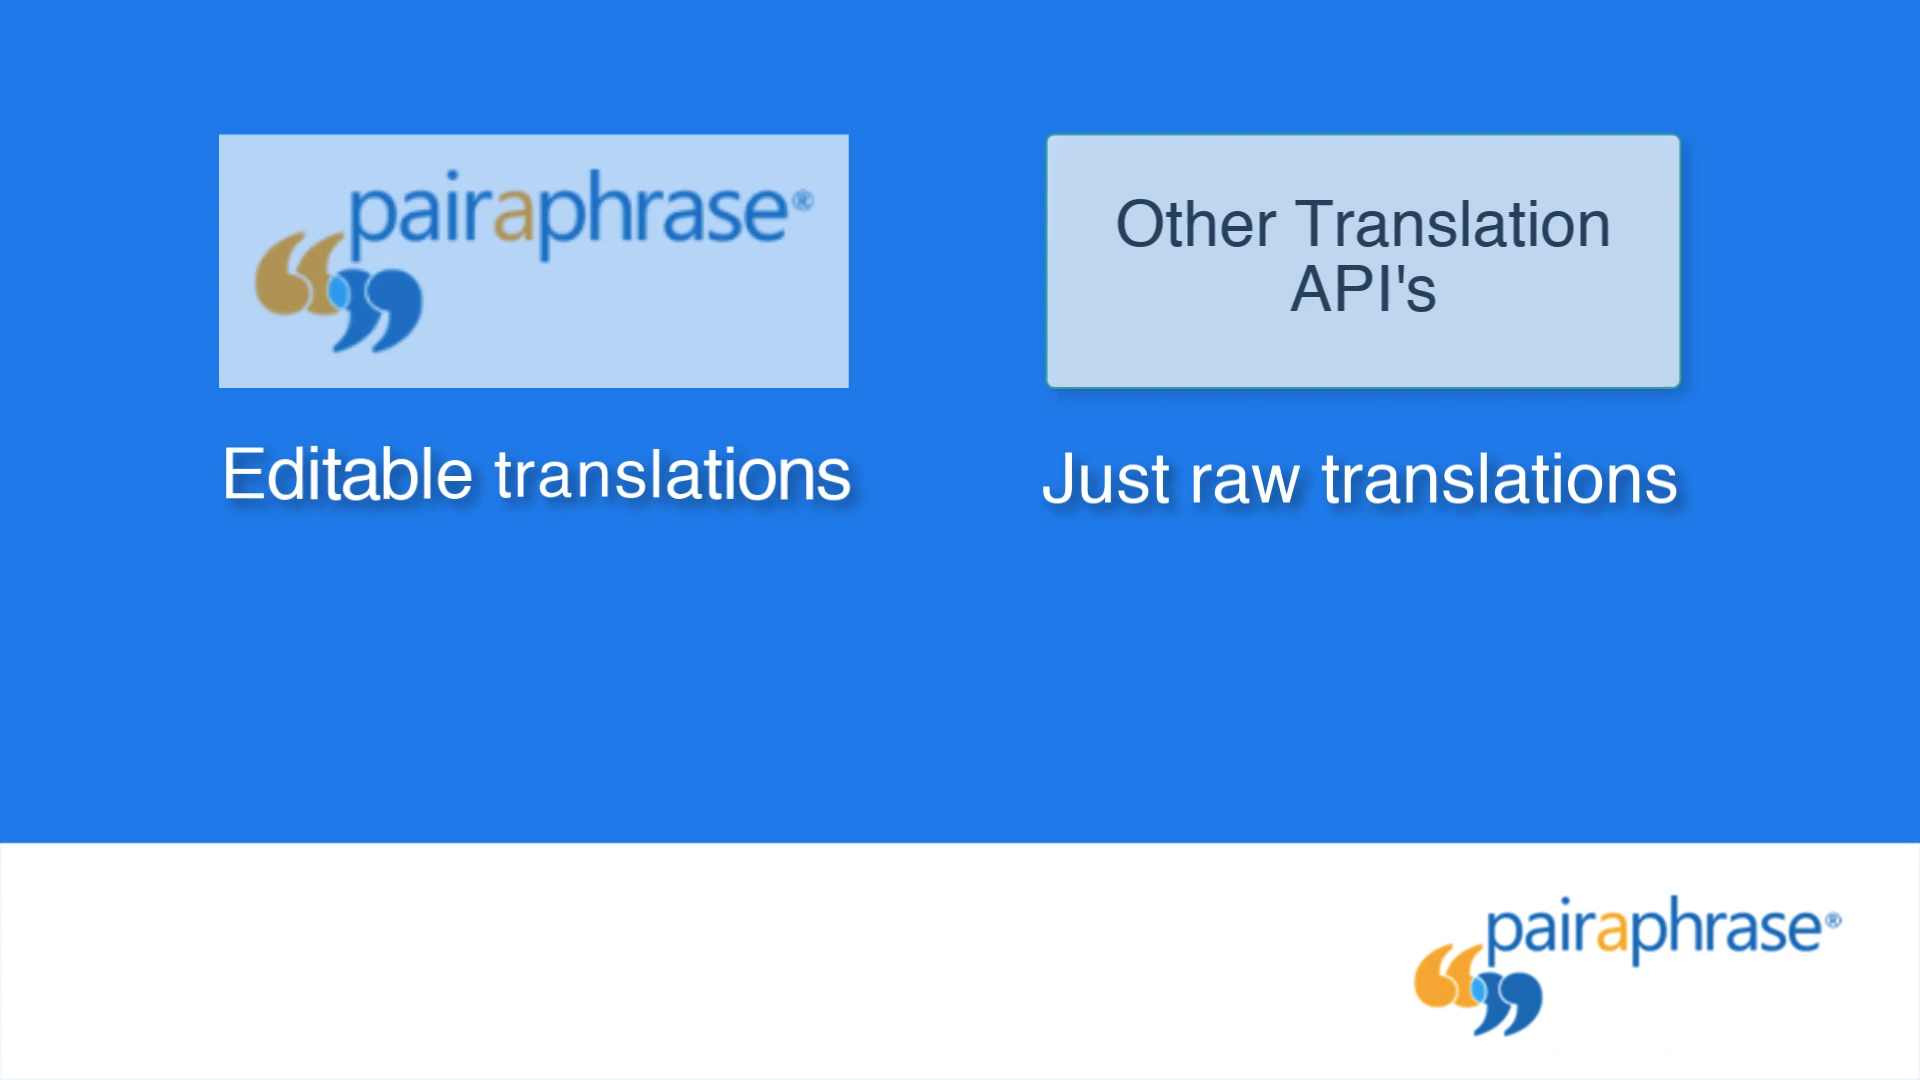 pairaphrase®
Other Translation
API's
Editable translations
Just raw translations
pairaphrase®